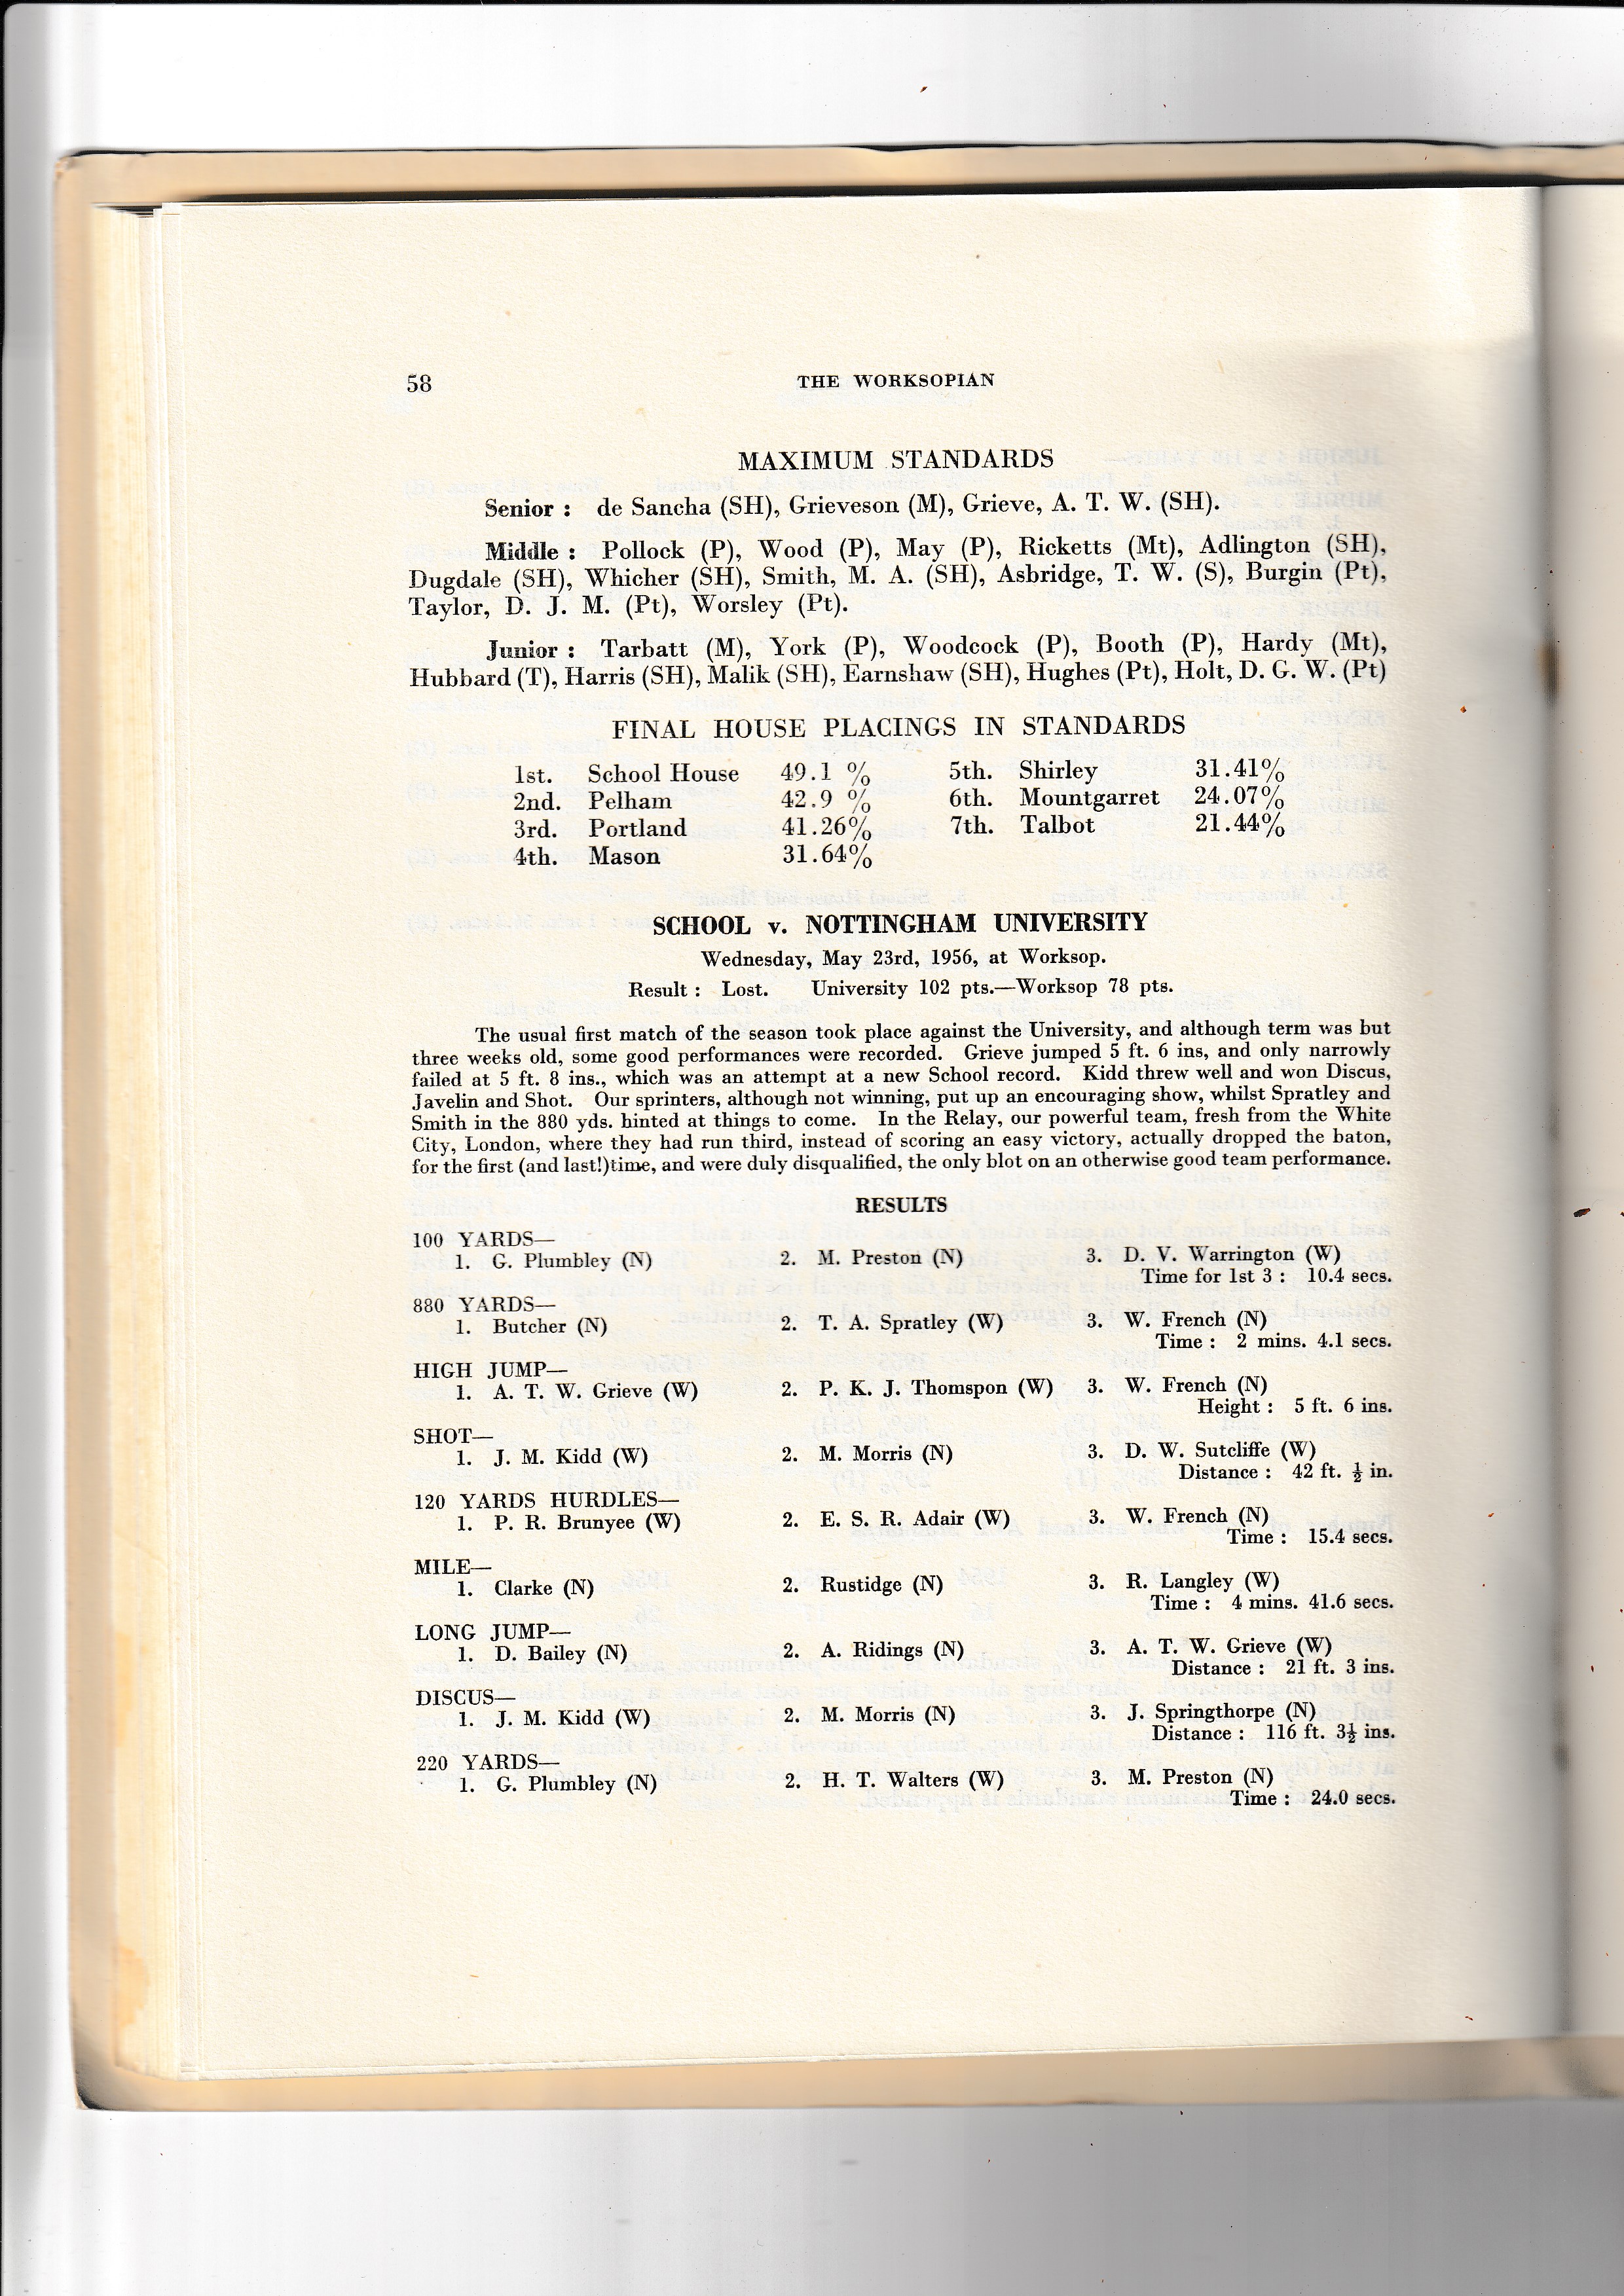 58
THE WORKSOPIAN
MAXIMUM STANDARDS
Senior : de Sancha (SH), Grieveson (M), Grieve, A. T. W. (SH).
Middle : Pollock (P), Wood (P), May (P), Ricketts (Mt), Adlington (SH),
Dugdale (SH), Whicher (SH), Smith, M. A. (SH), Asbridge, T. W. (S), Burgin (Pt),
Taylor, D. J. M. (Pt), Worsley (Pt).
Junior : Tarbatt (M), York (P), Woodcock (P), Booth (P), Hardy (Mt),
Hubbard (T), Harris (SH), Malik (SH), Earnshaw (SH), Hughes (Pt), Holt, D. G. W. (Pt)
FINAL HOUSE PLACINGS IN STANDARDS
1st. School House 49.1 % 5th. Shirley 31.41%
2nd. Pelham 42.9 % 6th. Mountgarret 24.07%
3rd. Portland 41.26% 7th. Talbot 21.44%
4th. Mason 31.64%
SCHOOL v. NOTTINGHAM UNIVERSITY
Wednesday, May 23rd, 1956, at Worksop.
Result : Lost. University 102 pts.—Worksop 78 pts.
The usual first match of the season took place against the University, and although term was but
three weeks old, some good performances were recorded. Grieve jumped 5 ft. 6 ins, and only narrowly
failed at 5 ft. 8 ins., which was an attempt at a new School record. Kidd threw well and won Discus,
Javelin and Shot. Our sprinters, although not winning, put up an encouraging show, whilst Spratley and
Smith in the 880 yds. hinted at things to come. In the Relay, our powerful team, fresh from the White
City, London, where they had run third, instead of scoring an easy victory, actually dropped the baton,
for the first (and last!)time, and were duly disqualified, the only blot on an otherwise good team performance.
RESULTS
100 YARDS—
1. G. Plumbley (N) 2. M. Preston (N) 3. D. V. Warrington (W)
Time for 1st 3 : 10.4 secs.
880 YARDS—
1. Butcher (N) 2. T. A. Spratley (W) 3. W. French (N)
Time : 2 mins. 4.1 secs.
HIGH JUMP—
1. A. T. W. Grieve (W) 2. P. K. J. Thomspon (W) 3. W. French (N)
Height : 5 ft. 6 ins.
SHOT—
1. J. M. Kidd (W) 2. M. Morris (N) 3. D. W. Sutcliffe (W)
Distance : 42 ft. ½ in.
120 YARDS HURDLES—
1. P. R. Brunyee (W) 2. E. S. R. Adair (W) 3. W. French (N)
Time : 15.4 secs.
MILE—
1. Clarke (N) 2. Rustidge (N) 3. R. Langley (W)
Time : 4 mins. 41.6 secs.
LONG JUMP—
1. D. Bailey (N) 2. A. Ridings (N) 3. A. T. W. Grieve (W)
Distance : 21 ft. 3 ins.
DISCUS—
1. J. M. Kidd (W) 2. M. Morris (N) 3. J. Springthorpe (N)
Distance : 116 ft. 3½ ins.
220 YARDS—
1. G. Plumbley (N) 2. H. T. Walters (W) 3. M. Preston (N)
Time : 24.0 secs.